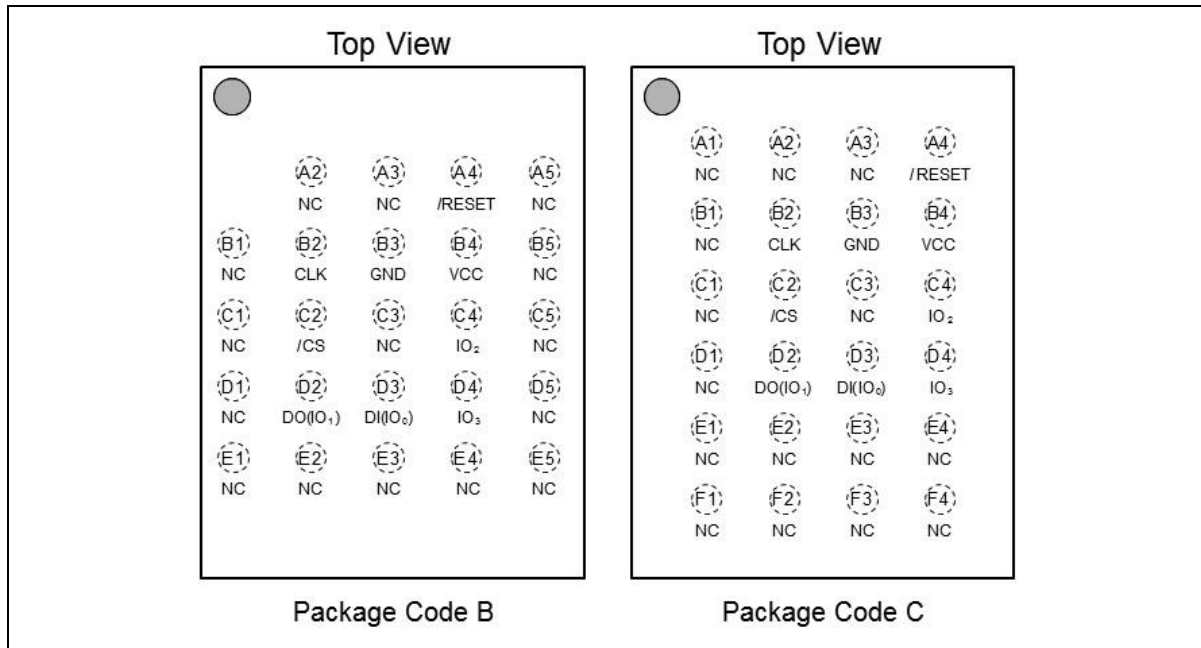 Top View
A2 A3 A4 A5
NC NC /RESET NC
B1 B2 B3 B4 B5
NC CLK GND VCC NC
C1 C2 C3 C4 C5
NC /CS NC IO₂ NC
D1 D2 D3 D4 D5
NC DO(IO₁) DI(IO₀) IO₃ NC
E1 E2 E3 E4 E5
NC NC NC NC NC
Package Code B
Top View
A1 A2 A3 A4
NC NC NC /RESET
B1 B2 B3 B4
NC CLK GND VCC
C1 C2 C3 C4
NC /CS NC IO₂
D1 D2 D3 D4
NC DO(IO₁) DI(IO₀) IO₃
E1 E2 E3 E4
NC NC NC NC
F1 F2 F3 F4
NC NC NC NC
Package Code C